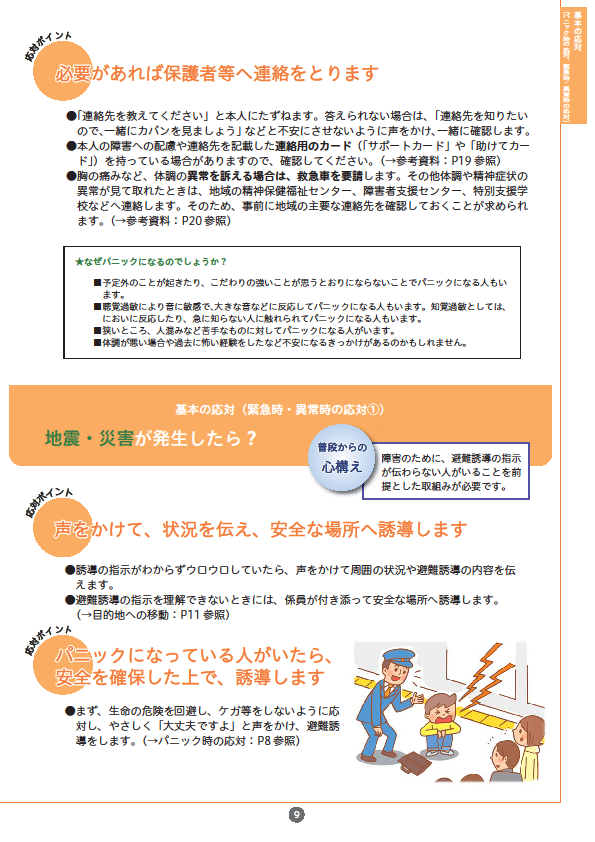 基本の応対
（パニック時の応対、緊急時・異常時の応対）
応対ポイント
必要があれば保護者等へ連絡をとります
●「連絡先を教えてください」と本人にたずねます。答えられない場合は、「連絡先を知りたい
ので、一緒にカバンを見ましょう」などと不安にさせないように声をかけ、一緒に確認します。
●本人の障害への配慮や連絡先を記載した連絡用のカード（「サポートカード」や「助けてカー
ド」）を持っている場合がありますので、確認してください。（→参考資料：P19 参照）
●胸の痛みなど、体調の異常を訴える場合は、救急車を要請します。その他体調や精神症状の
異常が見て取れたときは、地域の精神保健福祉センター、障害者支援センター、特別支援学
校などへ連絡します。そのため、事前に地域の主要な連絡先を確認しておくことが求められ
ます。（→参考資料：P20 参照）
★なぜパニックになるのでしょうか？
■予定外のことが起きたり、こだわりの強いことが思うとおりにならないことでパニックになる人もい
ます。
■聴覚過敏により音に敏感で、大きな音などに反応してパニックになる人もいます。知覚過敏としては、
においに反応したり、急に知らない人に触れられてパニックになる人もいます。
■狭いところ、人混みなど苦手なものに対してパニックになる人がいます。
■体調が悪い場合や過去に怖い経験をしたなど不安になるきっかけがあるのかもしれません。
基本の応対（緊急時・異常時の応対①）
地震・災害が発生したら？
普段からの
心構え
障害のために、避難誘導の指示
が伝わらない人がいることを前
提とした取組みが必要です。
応対ポイント
声をかけて、状況を伝え、安全な場所へ誘導します
●誘導の指示がわからずウロウロしていたら、声をかけて周囲の状況や避難誘導の内容を伝
えます。
●避難誘導の指示を理解できないときには、係員が付き添って安全な場所へ誘導します。
（→目的地への移動：P11 参照）
応対ポイント
パニックになっている人がいたら、
安全を確保した上で、誘導します
●まず、生命の危険を回避し、ケガ等をしないように応
対し、やさしく「大丈夫ですよ」と声をかけ、避難誘
導をします。（→パニック時の応対：P8 参照）
9